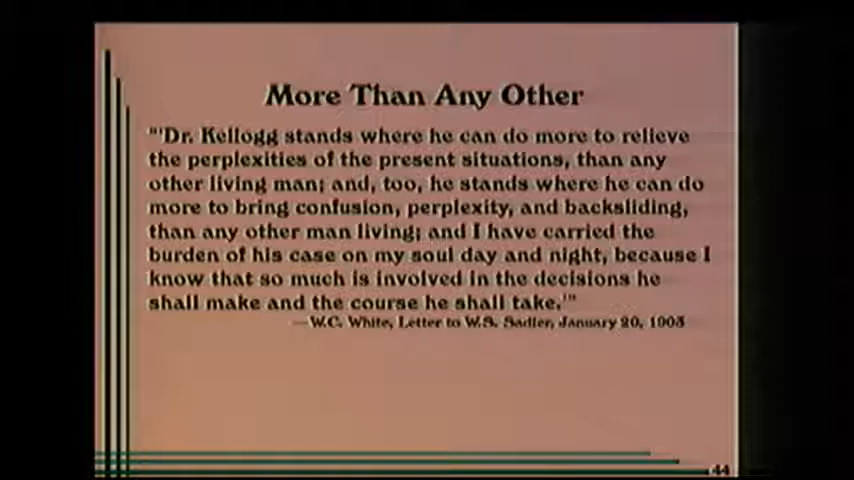 More Than Any Other
"'Dr. Kellogg stands where he can do more to relieve
the perplexities of the present situations, than any
other living man; and, too, he stands where he can do
more to bring confusion, perplexity, and backsliding,
than any other man living; and I have carried the
burden of his case on my soul day and night, because I
know that so much is involved in the decisions he
shall make and the course he shall take.'"
—W.C. White, Letter to W.S. Sadler, January 20,
44